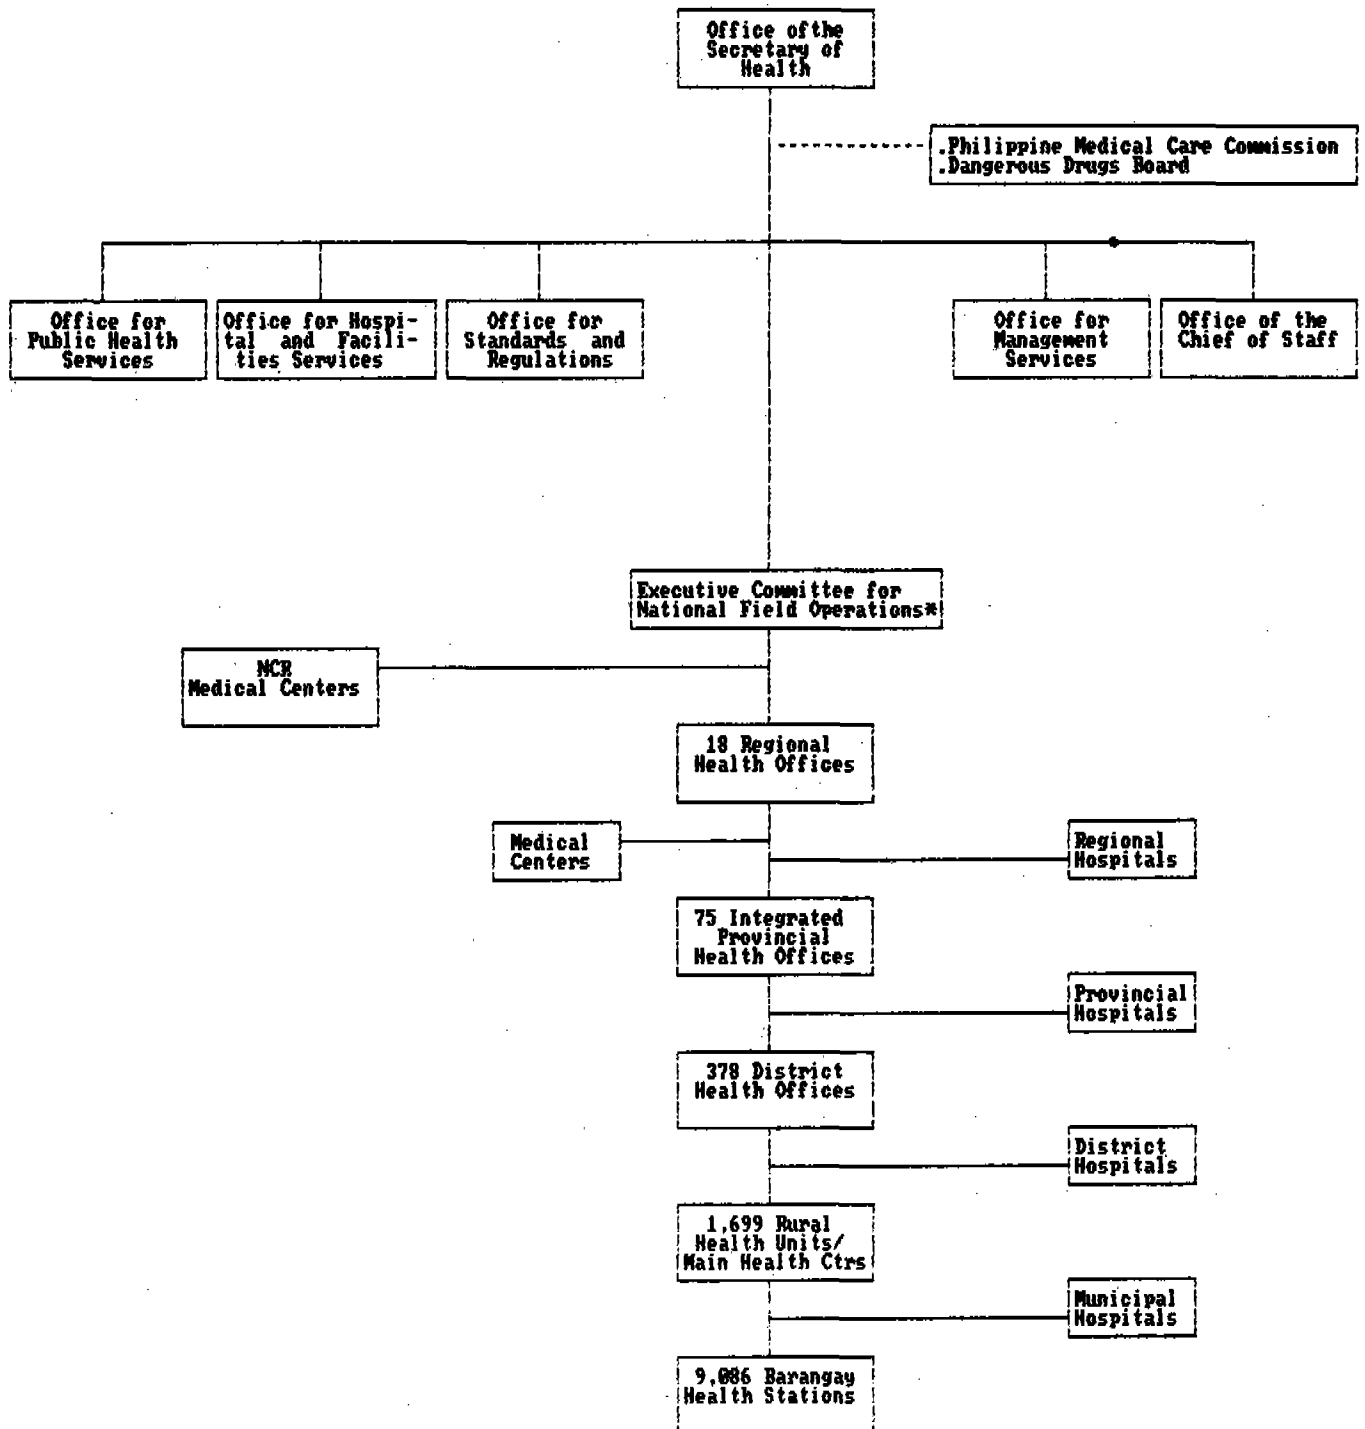 Office of the
Secretary of
Health
.Philippine Medical Care Commission
.Dangerous Drugs Board
Office for
Public Health
Services
Office for Hospi-
tal and Facili-
ties Services
Office for
Standards and
Regulations
Office for
Management
Services
Office of the
Chief of Staff
Executive Committee for
National Field Operations*
NCR
Medical Centers
18 Regional
Health Offices
Medical
Centers
Regional
Hospitals
75 Integrated
Provincial
Health Offices
Provincial
Hospitals
378 District
Health Offices
District
Hospitals
1,699 Rural
Health Units/
Main Health Ctrs
Municipal
Hospitals
9,086 Barangay
Health Stations